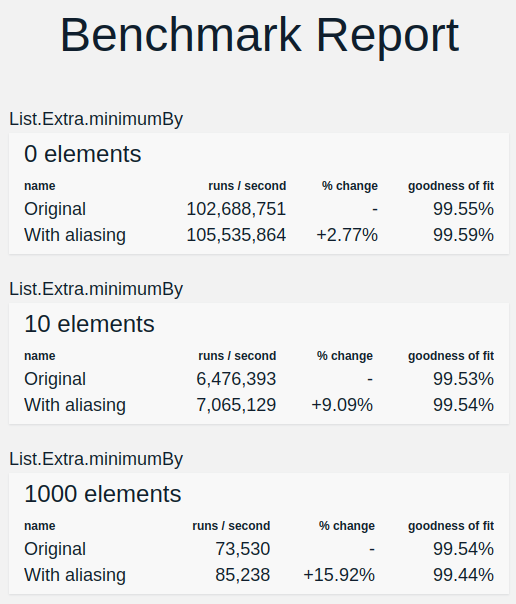 Benchmark Report
List.Extra.minimumBy
0 elements
name runs / second % change goodness of fit
Original 102,688,751 - 99.55%
With aliasing 105,535,864 +2.77% 99.59%
List.Extra.minimumBy
10 elements
name runs / second % change goodness of fit
Original 6,476,393 - 99.53%
With aliasing 7,065,129 +9.09% 99.54%
List.Extra.minimumBy
1000 elements
name runs / second % change goodness of fit
Original 73,530 - 99.54%
With aliasing 85,238 +15.92% 99.44%